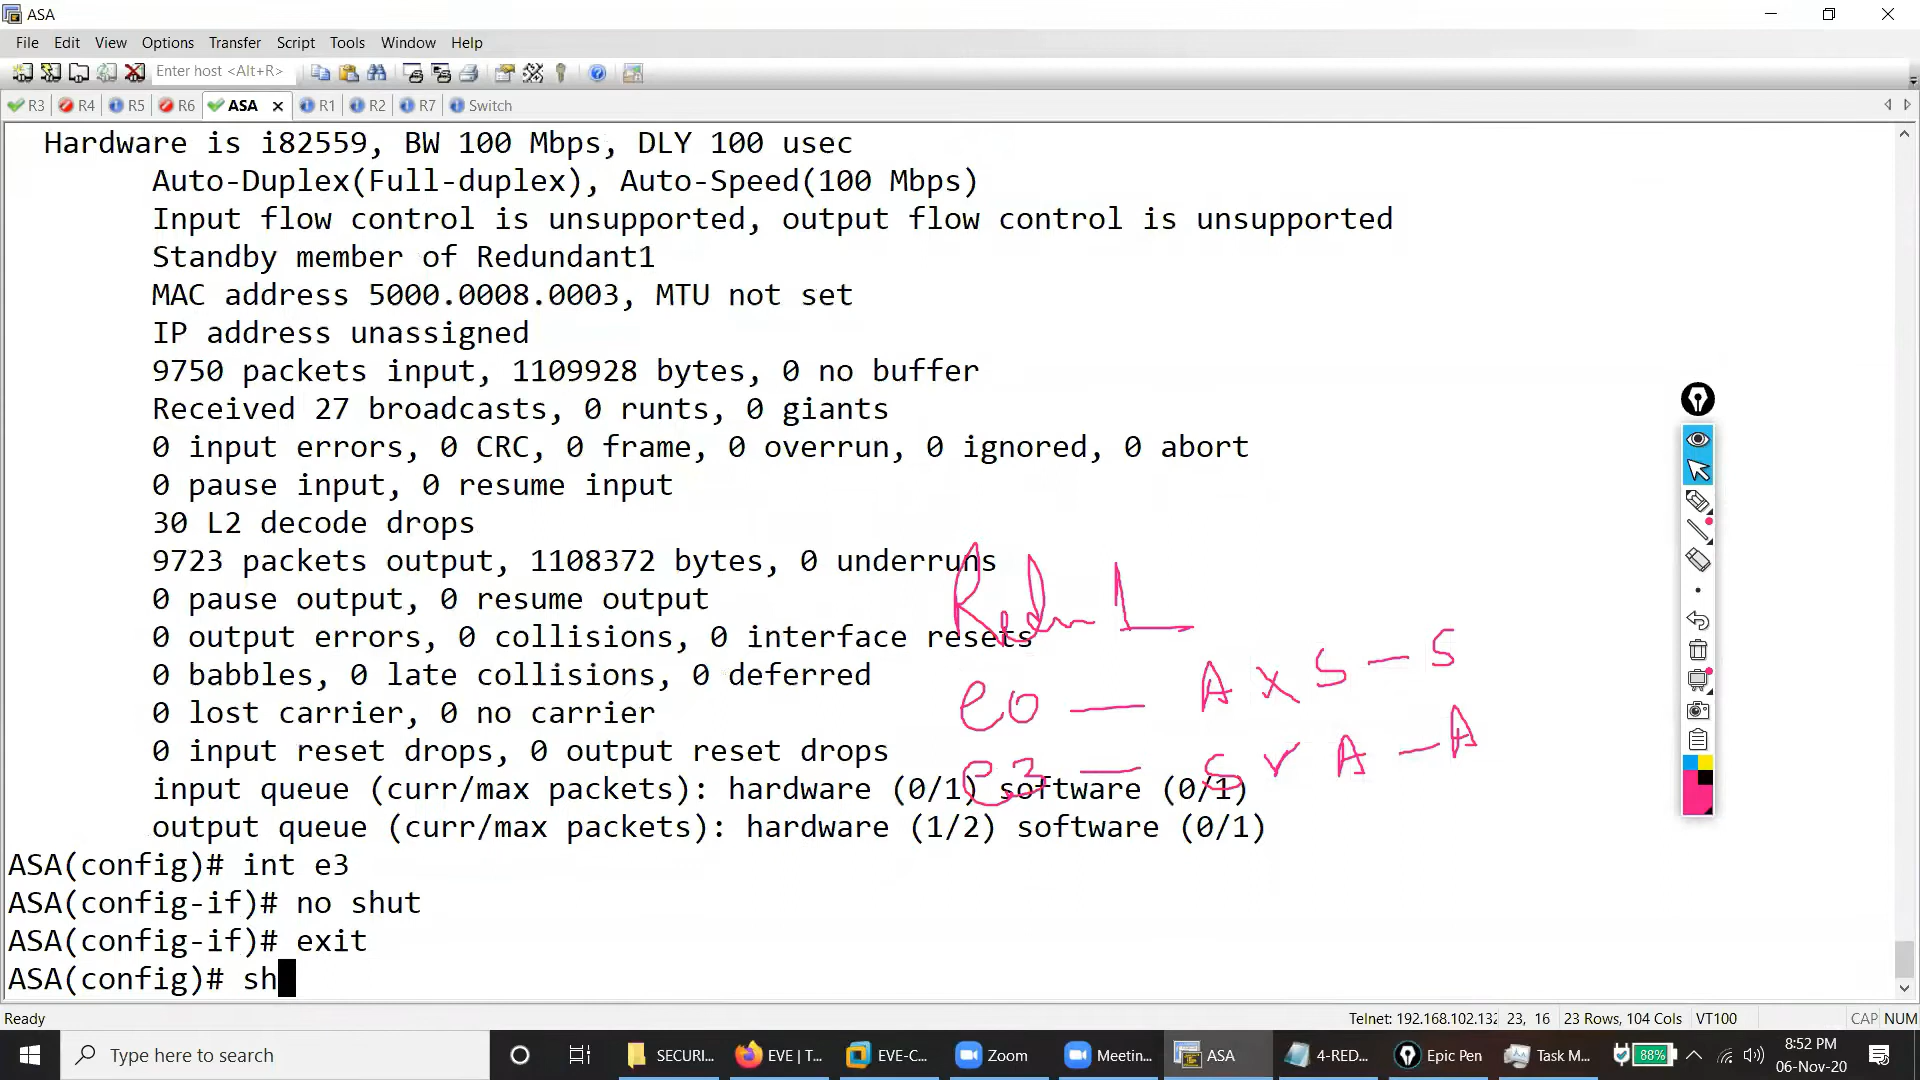 ASA
File Edit View Options Transfer Script Tools Window Help
Enter host <Alt+R>
R3 R4 R5 R6 ASA R1 R2 R7 Switch
Hardware is i82559, BW 100 Mbps, DLY 100 usec
Auto-Duplex(Full-duplex), Auto-Speed(100 Mbps)
Input flow control is unsupported, output flow control is unsupported
Standby member of Redundant1
MAC address 5000.0008.0003, MTU not set
IP address unassigned
9750 packets input, 1109928 bytes, 0 no buffer
Received 27 broadcasts, 0 runts, 0 giants
0 input errors, 0 CRC, 0 frame, 0 overrun, 0 ignored, 0 abort
0 pause input, 0 resume input
30 L2 decode drops
9723 packets output, 1108372 bytes, 0 underruns
0 pause output, 0 resume output
0 output errors, 0 collisions, 0 interface resets
0 babbles, 0 late collisions, 0 deferred
0 lost carrier, 0 no carrier
0 input reset drops, 0 output reset drops
input queue (curr/max packets): hardware (0/1) software (0/1)
output queue (curr/max packets): hardware (1/2) software (0/1)
ASA(config)# int e3
ASA(config-if)# no shut
ASA(config-if)# exit
ASA(config)# sh
Redun 1
e0 — A x S — S
e3 — S v A — A
Ready Telnet: 192.168.102.132 23, 16 23 Rows, 104 Cols VT100 CAP NUM
Type here to search SECURI... EVE | T... EVE-C... Zoom Meetin... ASA 4-RED... Epic Pen Task M... 88% 8:52 PM
06-Nov-20